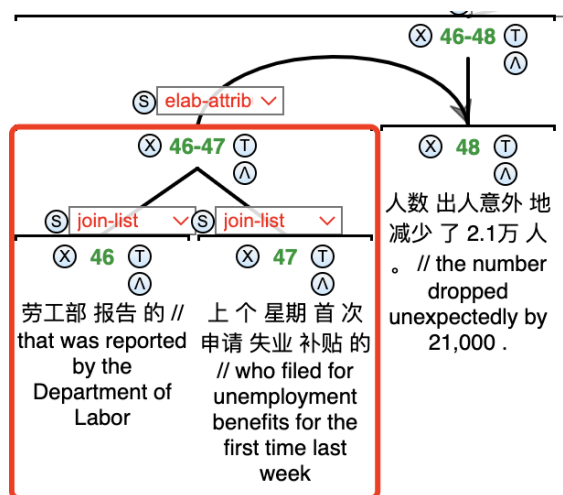 X 46-48 T
Λ
S elab-attrib
X 46-47 T
Λ
X 48 T
Λ
人数 出人意外 地
减少 了 2.1万 人
。 // the number
dropped
unexpectedly by
21,000 .
S join-list
S join-list
X 46 T
Λ
劳工部 报告 的 //
that was reported
by the
Department of
Labor
X 47 T
Λ
上 个 星期 首 次
申请 失业 补贴 的
// who filed for
unemployment
benefits for the
first time last
week